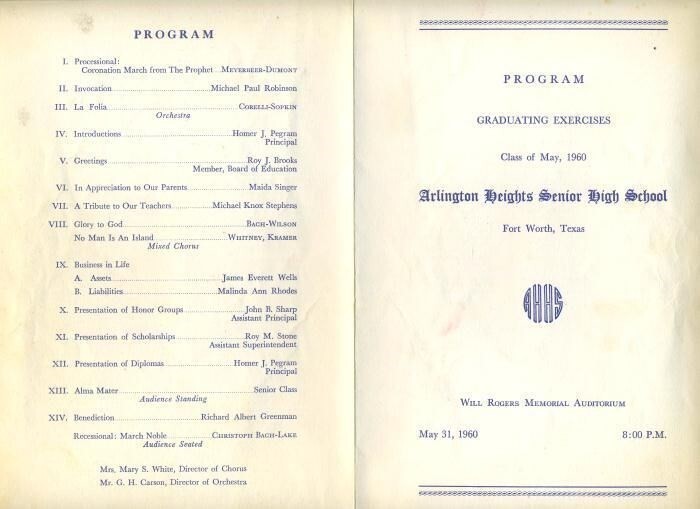 PROGRAM
I. Processional:
Coronation March from The Prophet MEYERBEER-DUMONT
II. Invocation Michael Paul Robinson
III. La Folia CORELLI-SOPKIN
Orchestra
IV. Introductions Homer J. Pegram
Principal
V. Greetings Roy J. Brooks
Member, Board of Education
VI. In Appreciation to Our Parents Maida Singer
VII. A Tribute to Our Teachers Michael Knox Stephens
VIII. Glory to God BACH-WILSON
No Man Is An Island WHITNEY, KRAMER
Mixed Chorus
IX. Business in Life
A. Assets James Everett Wells
B. Liabilities Malinda Ann Rhodes
X. Presentation of Honor Groups John B. Sharp
Assistant Principal
XI. Presentation of Scholarships Roy M. Stone
Assistant Superintendent
XII. Presentation of Diplomas Homer J. Pegram
Principal
XIII. Alma Mater Senior Class
Audience Standing
XIV. Benediction Richard Albert Greenman
Recessional: March Noble CHRISTOPH BACH-LAKE
Audience Seated
Mrs. Mary S. White, Director of Chorus
Mr. G. H. Carson, Director of Orchestra
PROGRAM
GRADUATING EXERCISES
Class of May, 1960
Arlington Heights Senior High School
Fort Worth, Texas
AHHS
WILL ROGERS MEMORIAL AUDITORIUM
May 31, 1960 8:00 P.M.